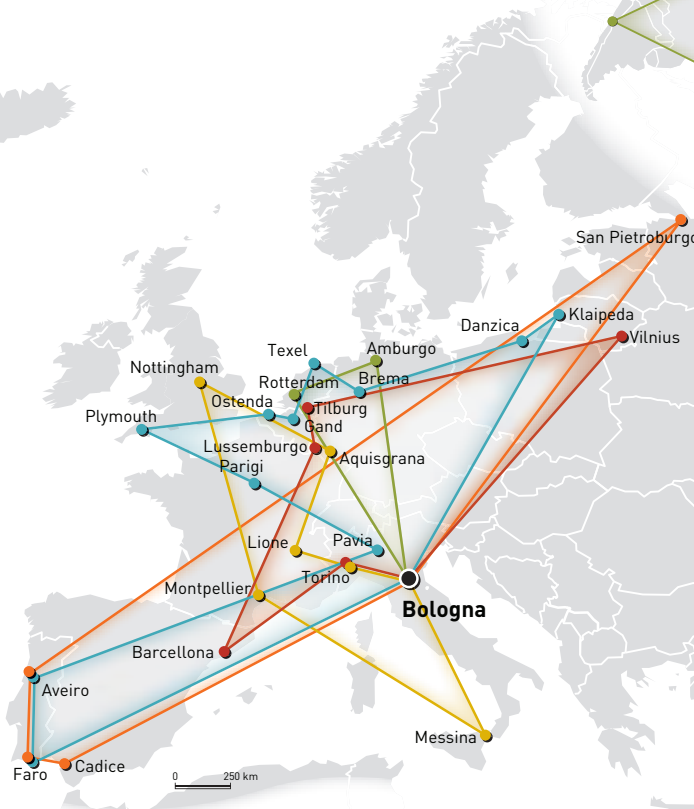 San Pietroburgo
Klaipeda
Danzica
Vilnius
Texel
Amburgo
Nottingham
Rotterdam
Brema
Ostenda
Tilburg
Plymouth
Gand
Lussemburgo
Aquisgrana
Parigi
Lione
Pavia
Torino
Montpellier
Bologna
Barcellona
Aveiro
Messina
Faro
Cadice
0
250 km